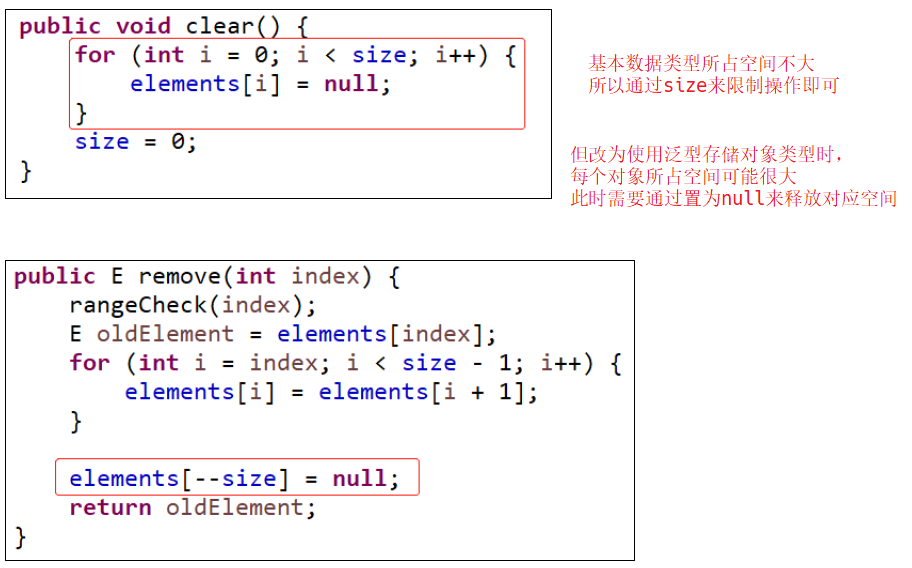 public void clear() {
    for (int i = 0; i < size; i++) {
        elements[i] = null;
    }
    size = 0;
}
基本数据类型所占空间不大
所以通过size来限制操作即可
但改为使用泛型存储对象类型时,
每个对象所占空间可能很大
此时需要通过置为null来释放对应空间
public E remove(int index) {
    rangeCheck(index);
    E oldElement = elements[index];
    for (int i = index; i < size - 1; i++) {
        elements[i] = elements[i + 1];
    }
    elements[--size] = null;
    return oldElement;
}